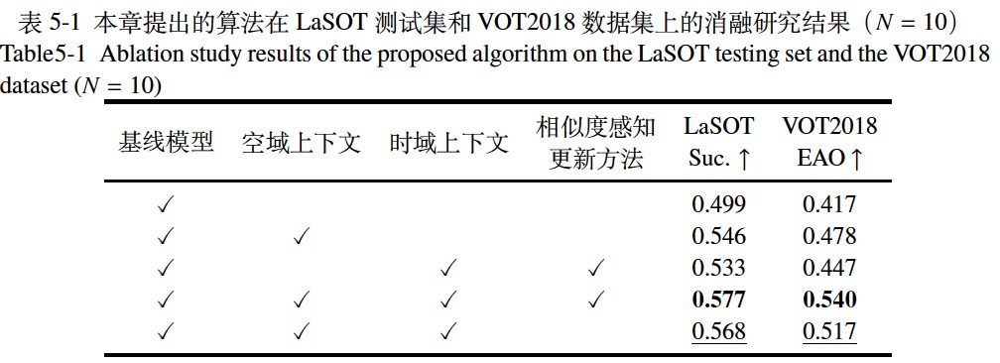 表 5-1 本章提出的算法在 LaSOT 测试集和 VOT2018 数据集上的消融研究结果（N = 10）
Table5-1 Ablation study results of the proposed algorithm on the LaSOT testing set and the VOT2018
dataset (N = 10)
基线模型 空域上下文 时域上下文 相似度感知 更新方法 LaSOT Suc. ↑ VOT2018 EAO ↑
✓ 0.499 0.417
✓ ✓ 0.546 0.478
✓ ✓ ✓ 0.533 0.447
✓ ✓ ✓ ✓ 0.577 0.540
✓ ✓ ✓ 0.568 0.517